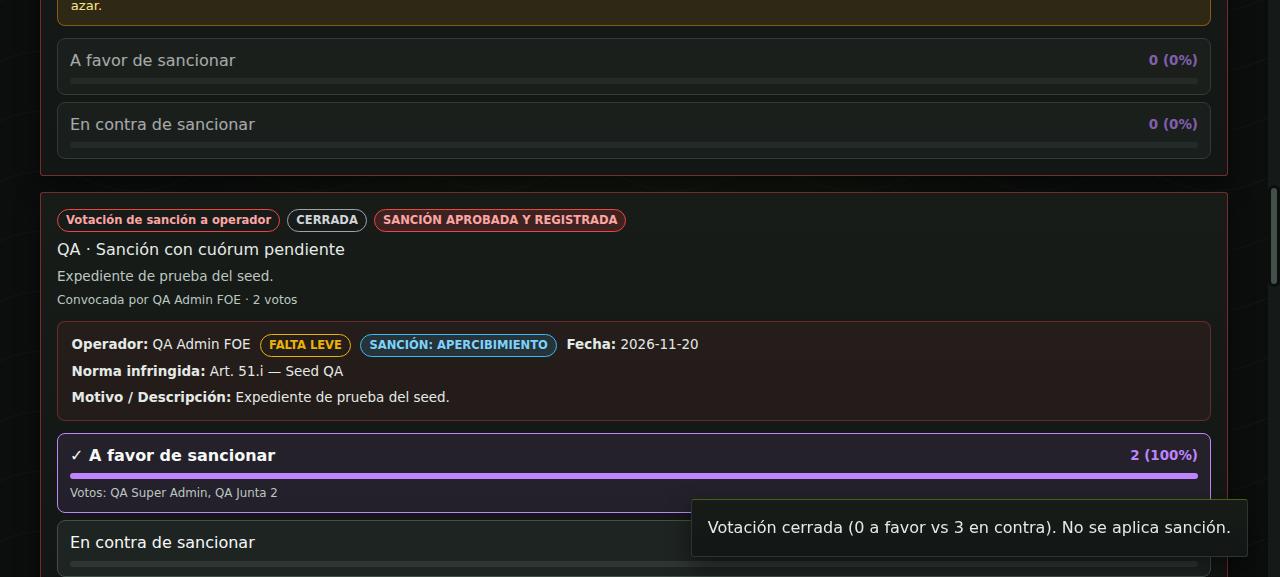 azar.
A favor de sancionar 0 (0%)
En contra de sancionar 0 (0%)
Votación de sanción a operador CERRADA SANCIÓN APROBADA Y REGISTRADA
QA · Sanción con cuórum pendiente
Expediente de prueba del seed.
Convocada por QA Admin FOE · 2 votos
Operador: QA Admin FOE FALTA LEVE SANCIÓN: APERCIBIMIENTO Fecha: 2026-11-20
Norma infringida: Art. 51.i — Seed QA
Motivo / Descripción: Expediente de prueba del seed.
✓ A favor de sancionar 2 (100%)
Votos: QA Super Admin, QA Junta 2
Votación cerrada (0 a favor vs 3 en contra). No se aplica sanción.
En contra de sancionar